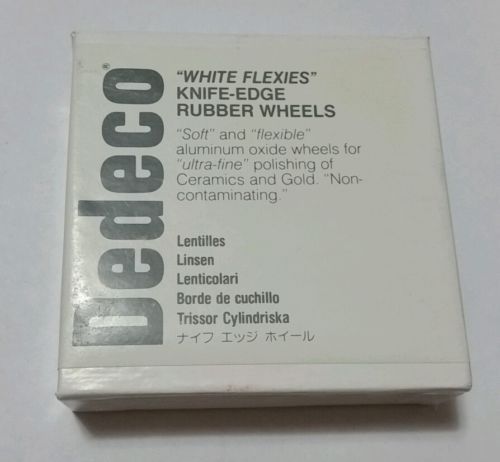 Dedeco®
"WHITE FLEXIES"
KNIFE-EDGE
RUBBER WHEELS
"Soft" and "flexible"
aluminum oxide wheels for
"ultra-fine" polishing of
Ceramics and Gold. "Non-
contaminating."
Lentilles
Linsen
Lenticolari
Borde de cuchillo
Trissor Cylindriska
ナイフ エッジ ホイール